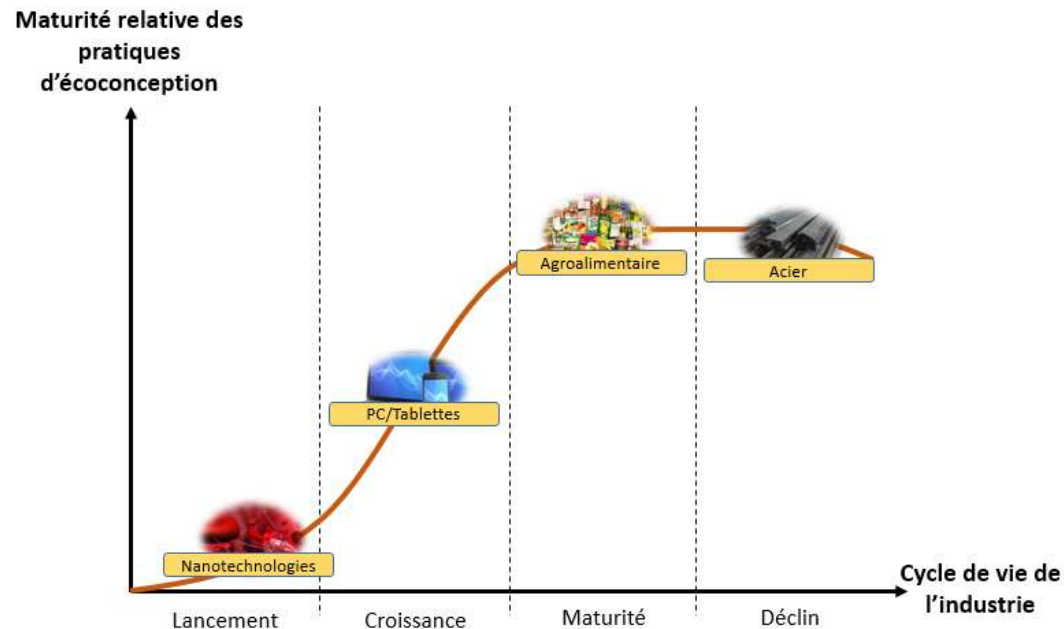 Maturité relative des
pratiques
d'écoconception
Agroalimentaire
Acier
PC/Tablettes
Nanotechnologies
Cycle de vie de
l'industrie
Lancement
Croissance
Maturité
Déclin